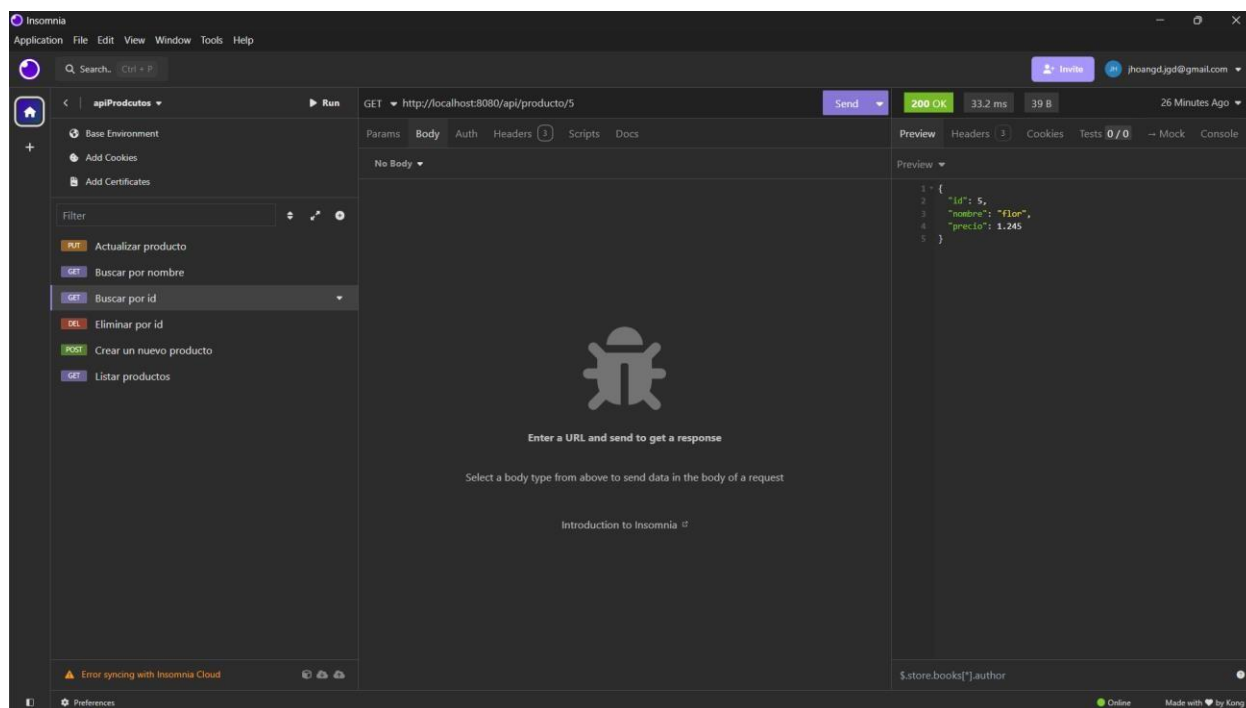 Insomnia
Application File Edit View Window Tools Help
Search.. Ctrl + P
Invite
JH jhoangd.jgd@gmail.com
apiProdcutos
Run
GET http://localhost:8080/api/producto/5
Send
200 OK 33.2 ms 39 B
26 Minutes Ago
Base Environment
Add Cookies
Add Certificates
Params Body Auth Headers 3 Scripts Docs
Preview Headers 3 Cookies Tests 0 / 0 → Mock Console
No Body
Preview
Filter
PUT Actualizar producto
GET Buscar por nombre
GET Buscar por id
DEL Eliminar por id
POST Crear un nuevo producto
GET Listar productos
1 {
2 "id": 5,
3 "nombre": "flor",
4 "precio": 1.245
5 }
Enter a URL and send to get a response
Select a body type from above to send data in the body of a request
Introduction to Insomnia
Error syncing with Insomnia Cloud
$.store.books[*].author
Preferences
Online
Made with ♥ by Kong